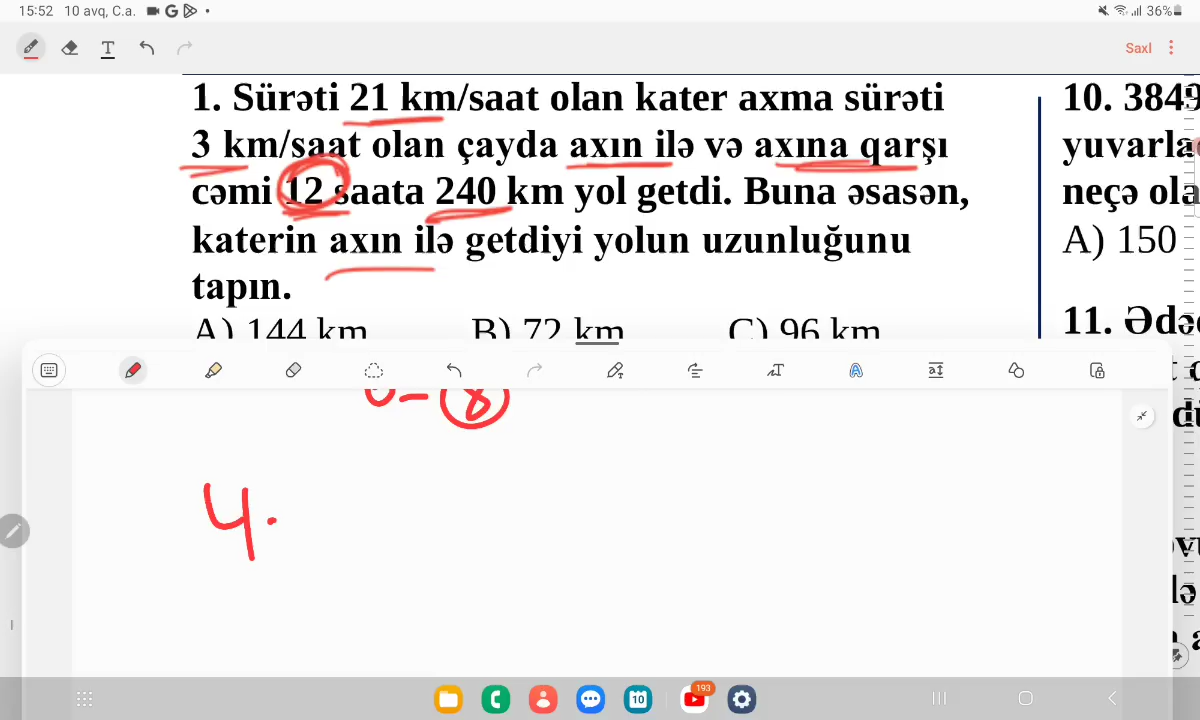 15:52 10 avq, C.a. 36%
Saxl
1. Sürəti 21 km/saat olan kater axma sürəti
3 km/saat olan çayda axın ilə və axına qarşı
cəmi 12 saata 240 km yol getdi. Buna əsasən,
katerin axın ilə getdiyi yolun uzunluğunu
tapın.
A) 144 km B) 72 km C) 96 km
10. 3849
yuvarla
neçə ola
A) 150
11. Ədəd
8
4.
10
193